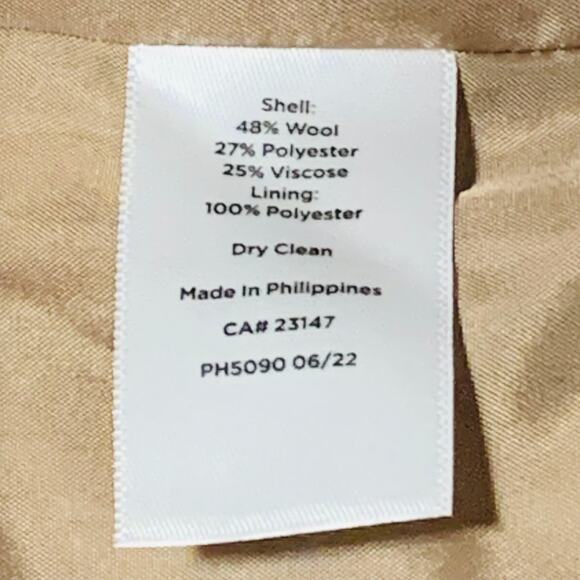 Shell:
48% Wool
27% Polyester
25% Viscose
Lining:
100% Polyester
Dry Clean
Made In Philippines
CA# 23147
PH5090 06/22